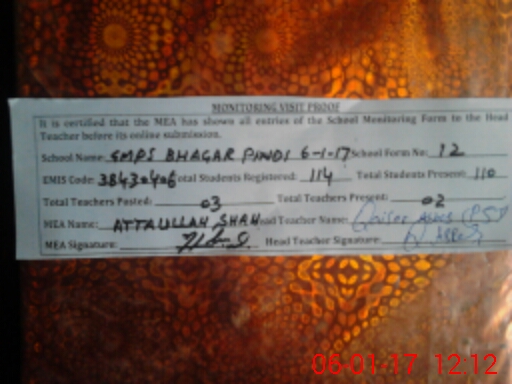 MONITORING VISIT PROOF
It is certified that the MEA has shown all entries of the School Monitoring Form to the Head
Teacher before its online submission.
School Name: GMPS BHAGAR PINDI 6-1-17 School Form No: 12
EMIS Code: 38430406 Total Students Registered: 114 Total Students Present: 110
Total Teachers Posted: 03 Total Teachers Present: 02
MEA Name: ATTAULLAH SHAH Head Teacher Name: Qaiser Abbas (PST)
MEA Signature: Head Teacher Signature:
06-01-17 12:12